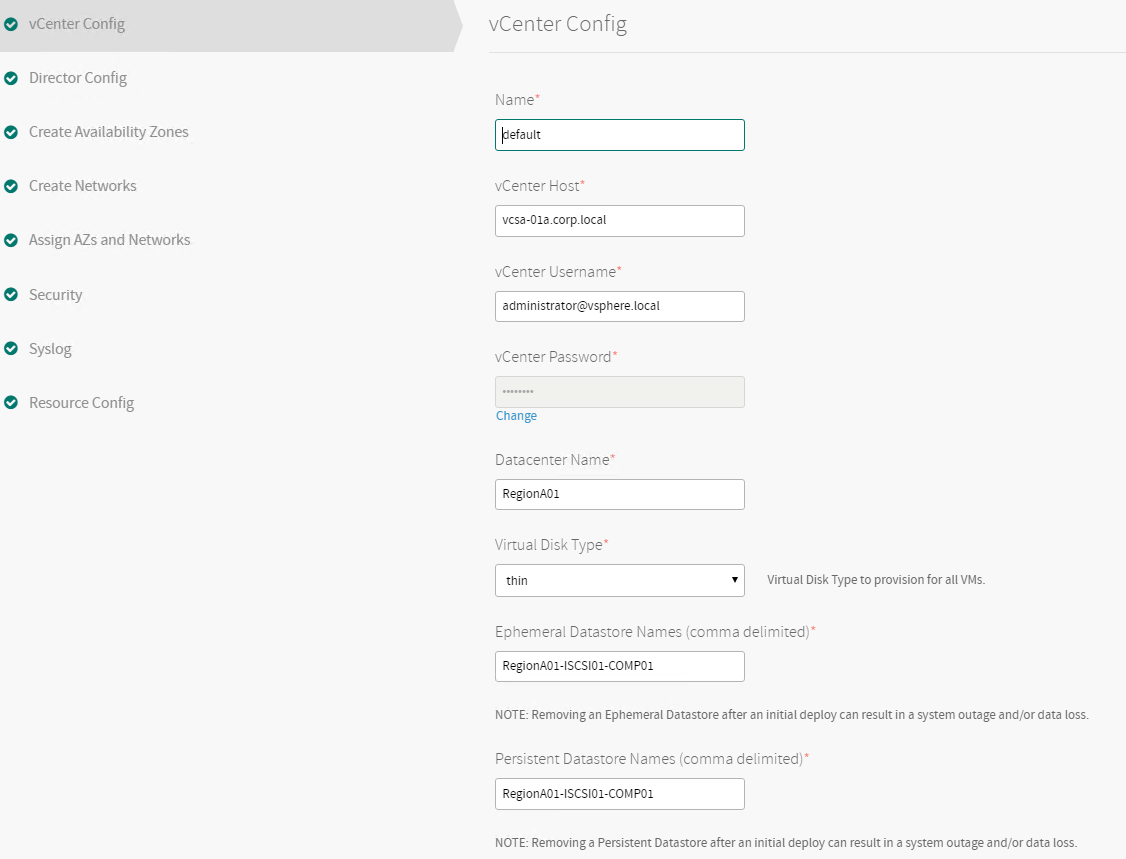 vCenter Config
Director Config
Create Availability Zones
Create Networks
Assign AZs and Networks
Security
Syslog
Resource Config
vCenter Config
Name*
default
vCenter Host*
vcsa-01a.corp.local
vCenter Username*
administrator@vsphere.local
vCenter Password*
••••••••
Change
Datacenter Name*
RegionA01
Virtual Disk Type*
thin
Virtual Disk Type to provision for all VMs.
Ephemeral Datastore Names (comma delimited)*
RegionA01-ISCSI01-COMP01
NOTE: Removing an Ephemeral Datastore after an initial deploy can result in a system outage and/or data loss.
Persistent Datastore Names (comma delimited)*
RegionA01-ISCSI01-COMP01
NOTE: Removing a Persistent Datastore after an initial deploy can result in a system outage and/or data loss.